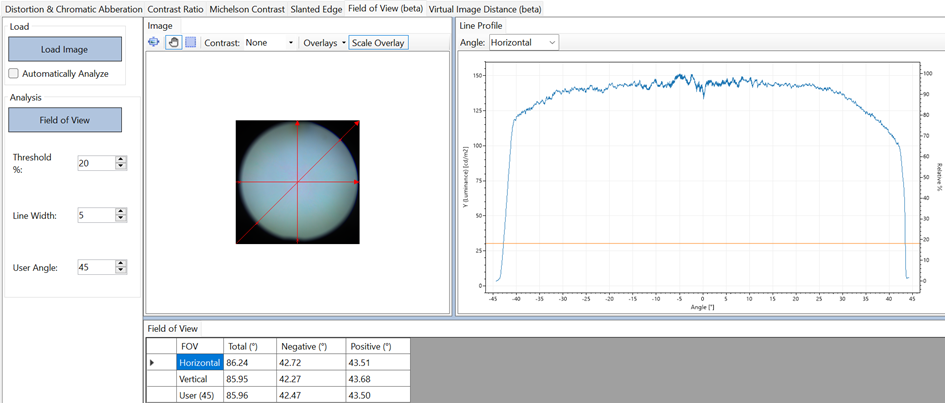 Distortion & Chromatic Abberation Contrast Ratio Michelson Contrast Slanted Edge Field of View (beta) Virtual Image Distance (beta)
Load
Load Image
Automatically Analyze
Analysis
Field of View
Threshold
%:
20
Line Width:
5
User Angle:
45
Image
Contrast: None Overlays Scale Overlay
Line Profile
Angle: Horizontal
Y (Luminance) [cd/m2]
150
125
100
75
50
25
0
100
90
80
70
60
50
40
30
20
10
0
Relative %
-45 -40 -35 -30 -25 -20 -15 -10 -5 0 5 10 15 20 25 30 35 40 45
Angle [°]
Field of View
FOV Total (°) Negative (°) Positive (°)
Horizontal 86.24 42.72 43.51
Vertical 85.95 42.27 43.68
User (45) 85.96 42.47 43.50